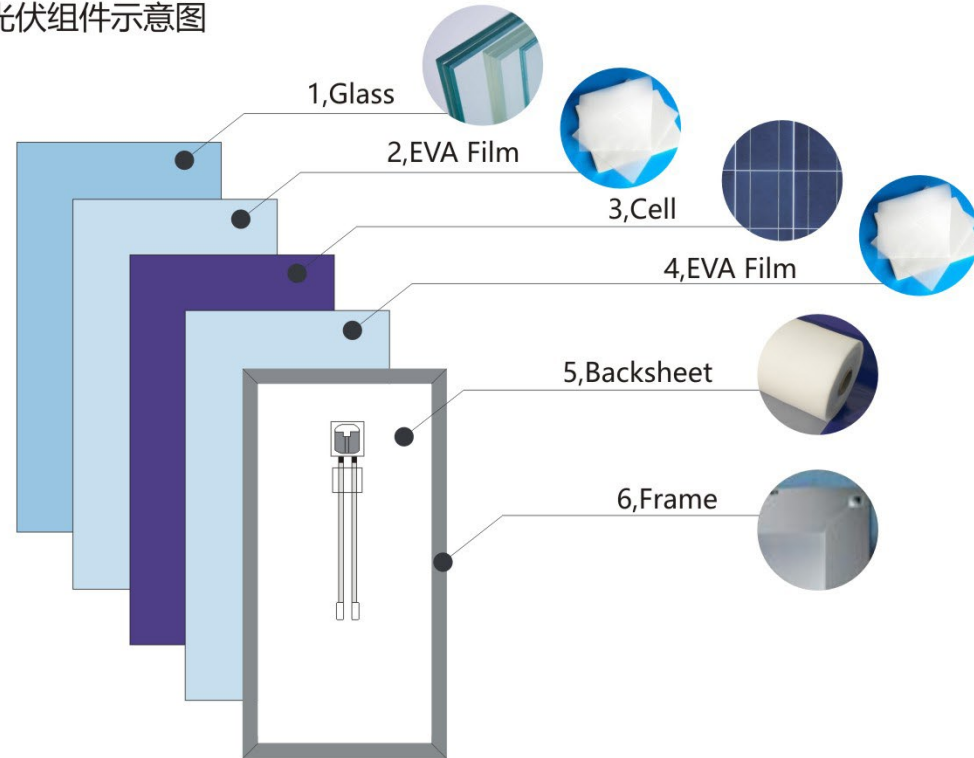 光伏组件示意图
1,Glass
2,EVA Film
3,Cell
4,EVA Film
5,Backsheet
6,Frame